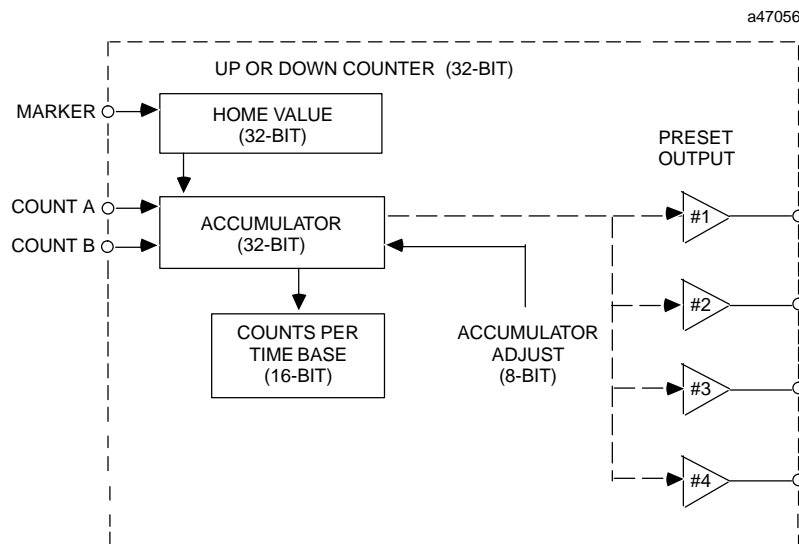 a47056
UP OR DOWN COUNTER (32-BIT)
MARKER
HOME VALUE
(32-BIT)
PRESET
OUTPUT
COUNT A
COUNT B
ACCUMULATOR
(32-BIT)
#1
COUNTS PER
TIME BASE
(16-BIT)
ACCUMULATOR
ADJUST
(8-BIT)
#2
#3
#4